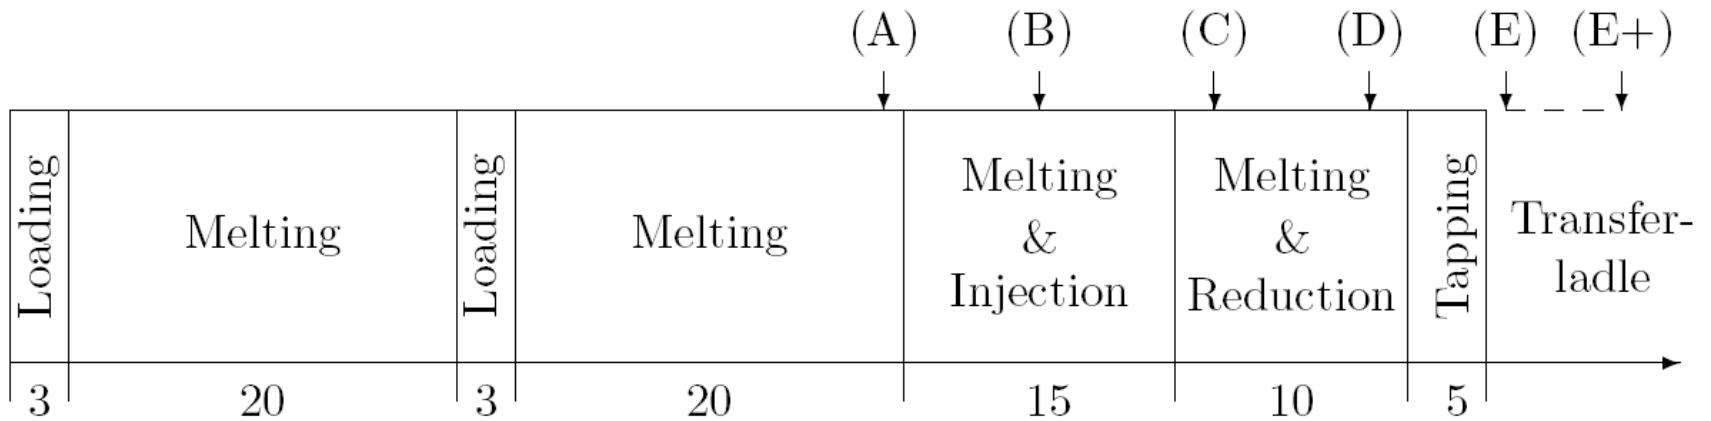 (A) (B) (C) (D) (E) (E+)
Loading
Melting
Loading
Melting
Melting
&
Injection
Melting
&
Reduction
Tapping
Transfer-
ladle
3 20 3 20 15 10 5